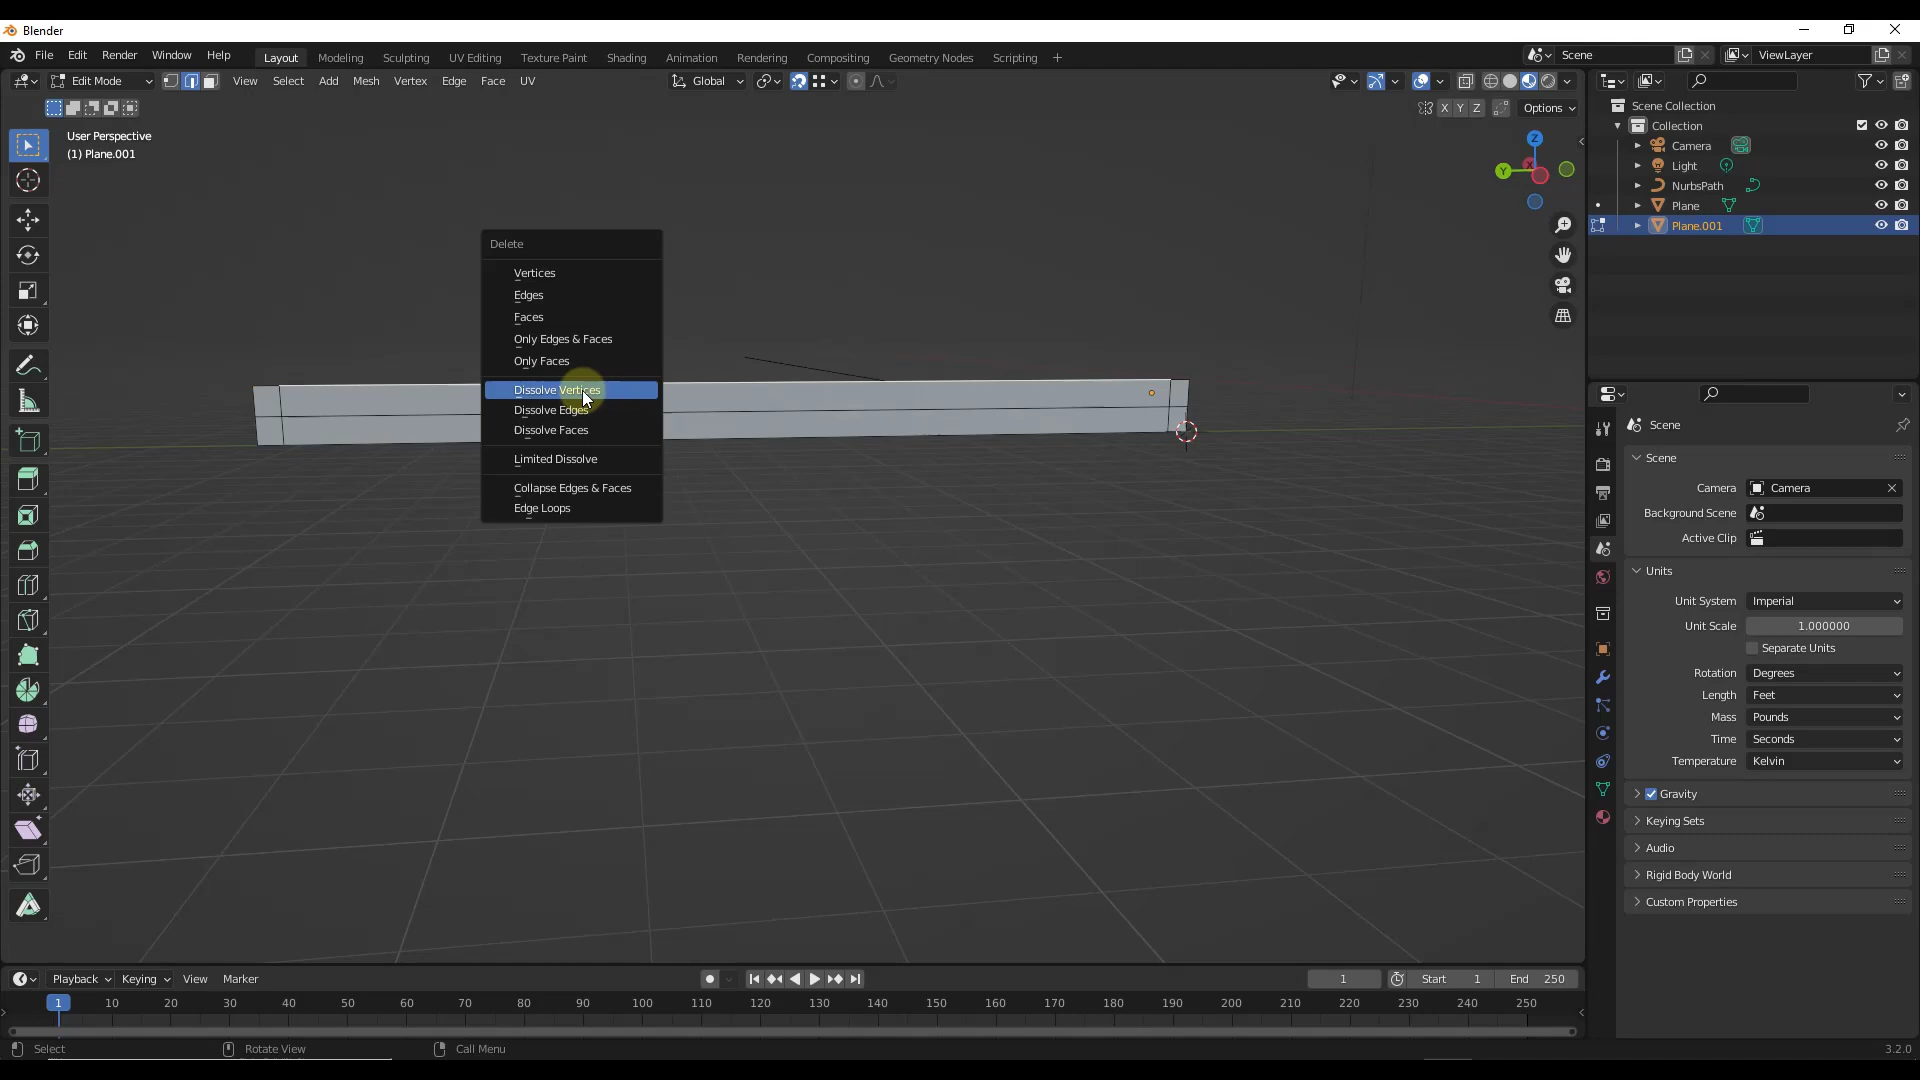 Blender
File Edit Render Window Help Layout Modeling Sculpting UV Editing Texture Paint Shading Animation Rendering Compositing Geometry Nodes Scripting + Scene ViewLayer
Edit Mode View Select Add Mesh Vertex Edge Face UV Global
X Y Z Options
User Perspective
(1) Plane.001
Z
Y
X
Scene Collection
Collection
Camera
Light
NurbsPath
Plane
Plane.001
Delete
Vertices
Edges
Faces
Only Edges & Faces
Only Faces
Dissolve Vertices
Dissolve Edges
Dissolve Faces
Limited Dissolve
Collapse Edges & Faces
Edge Loops
Scene
Scene
Camera Camera
Background Scene
Active Clip
Units
Unit System Imperial
Unit Scale 1.000000
Separate Units
Rotation Degrees
Length Feet
Mass Pounds
Time Seconds
Temperature Kelvin
Gravity
Keying Sets
Audio
Rigid Body World
Custom Properties
Playback Keying View Marker 1 Start 1 End 250
1 10 20 30 40 50 60 70 80 90 100 110 120 130 140 150 160 170 180 190 200 210 220 230 240 250
Select Rotate View Call Menu 3.2.0